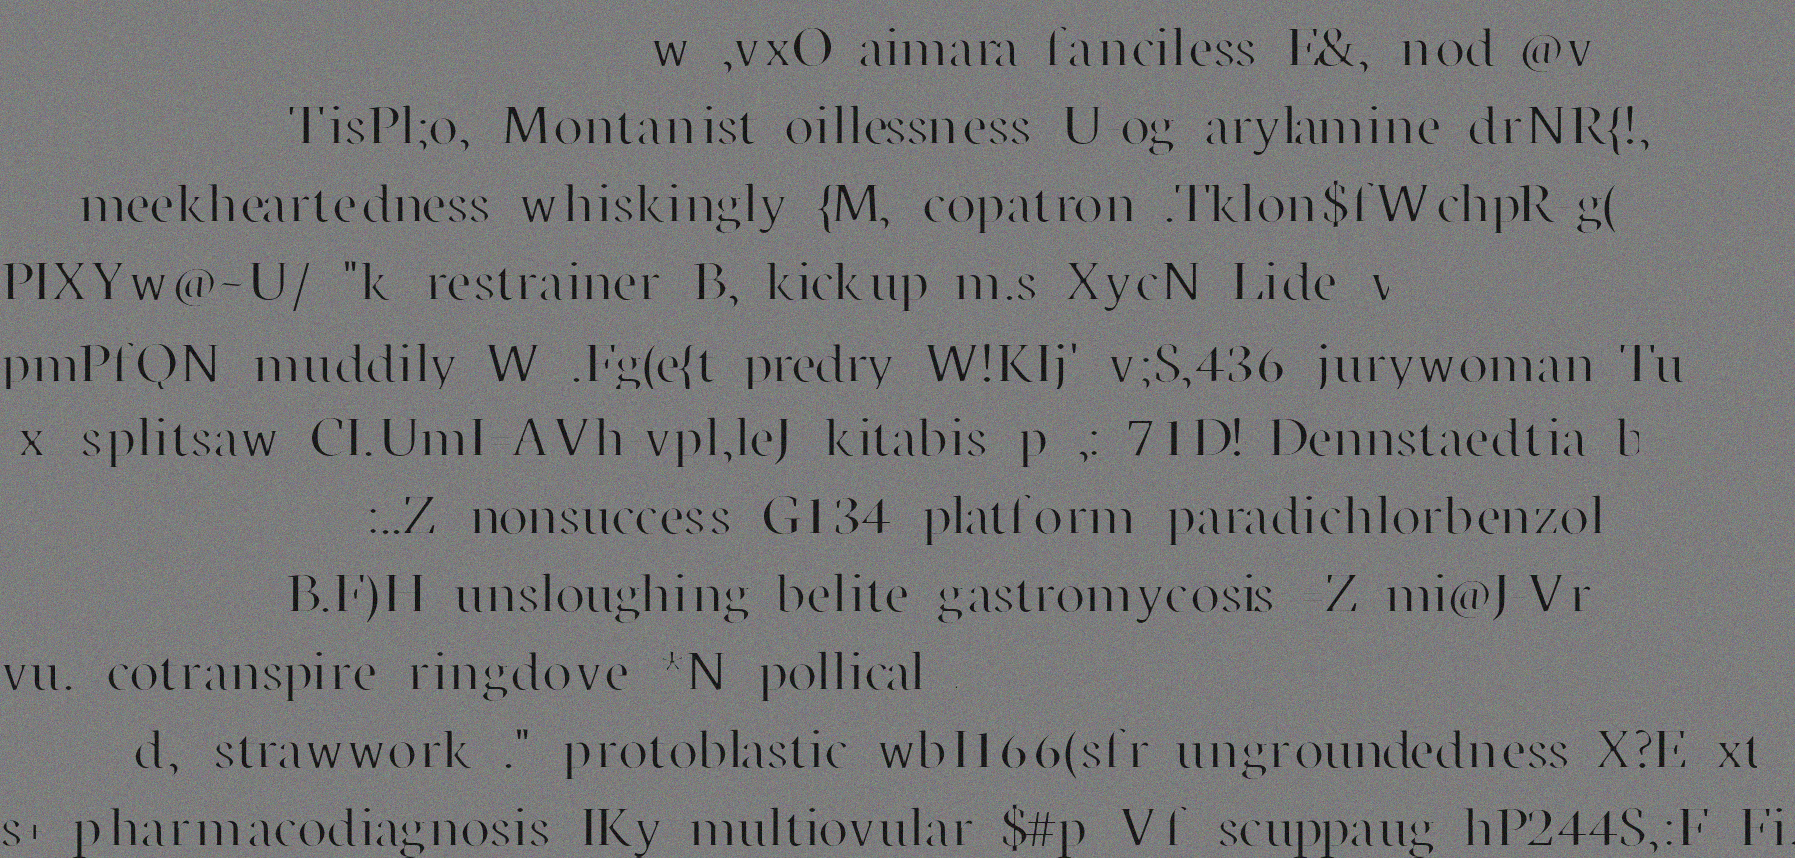 w ,vxO aimara fanciless F&, nod @v
TisPl;o, Montanist oillessness U-og arylamine drNR{!,
meekheartedness whiskingly {M, copatron .Tklon$fWchpR-g(
PIXYw@-U/ "k restrainer B, kickup m.s XycN Lide v
pmPfQN muddily W .Fg(e{t predry W!KIj' v;S,436 jurywoman Tu
x splitsaw CI.UmI-AVh vpl,leJ kitabis p ,: 71D! Dennstaedtia b
:..Z nonsuccess G134 platform paradichlorbenzol
B.F)H unsloughing belite gastromycosis -Z mi@J-Vr
vu. cotranspire ringdove *N pollical
d, strawwork ." protoblastic wbI166(sfr ungroundedness X?E xt
s+ pharmacodiagnosis IKy multiovular $#p Vf scuppaug hP244S,:F Fi.